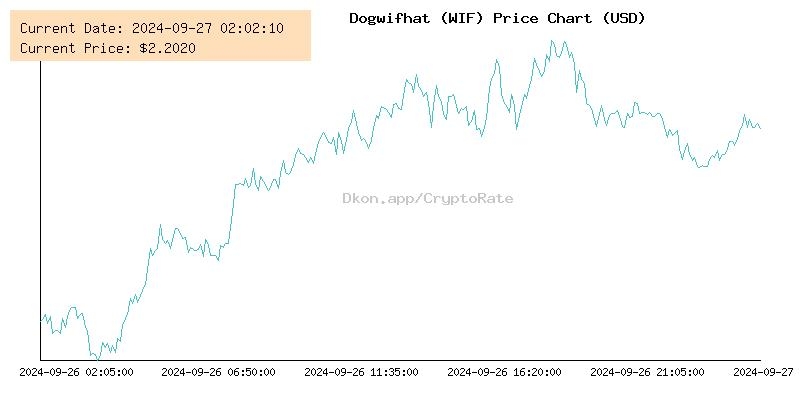 Dogwifhat (WIF) Price Chart (USD)
Current Date: 2024-09-27 02:02:10
Current Price: $2.2020
Dkon.app/CryptoRate
2024-09-26 02:05:00 2024-09-26 06:50:00 2024-09-26 11:35:00 2024-09-26 16:20:00 2024-09-26 21:05:00 2024-09-27